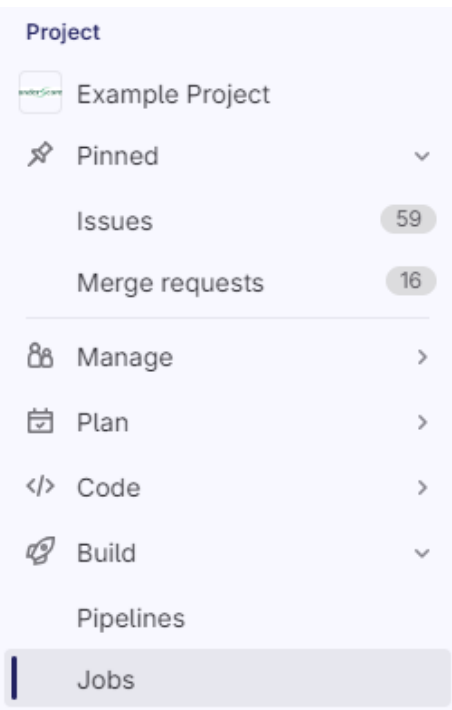 Project
Example Project
Pinned
Issues 59
Merge requests 16
Manage
Plan
Code
Build
Pipelines
Jobs